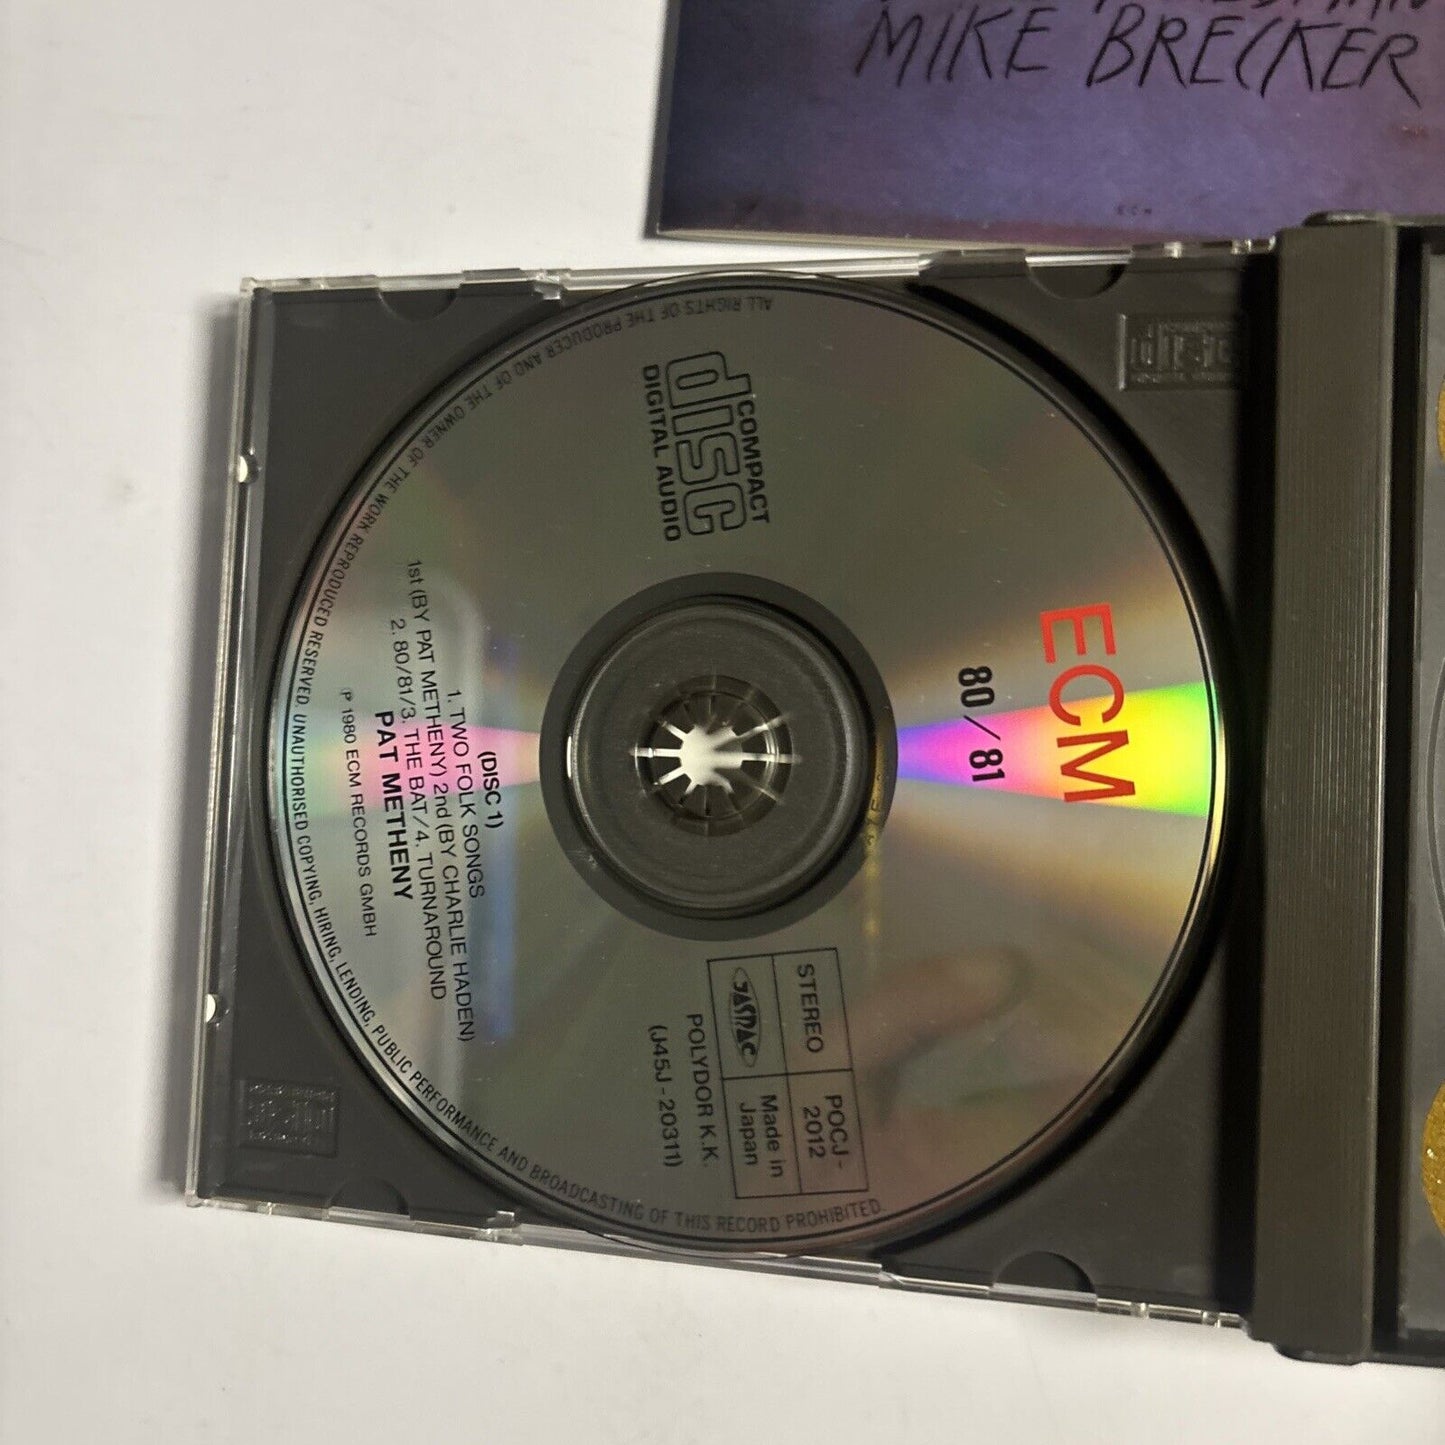 MIKE BRECKER
ECM
ECM
80/81
COMPACT
disc
DIGITAL AUDIO
STEREO
POCJ-
2012
JASRAC
Made in
Japan
POLYDOR K.K.
(J45J-20311)
(DISC 1)
1. TWO FOLK SONGS
1st (BY PAT METHENY) 2nd (BY CHARLIE HADEN)
2. 80/81/3. THE BAT/4. TURNAROUND
PAT METHENY
℗ 1980 ECM RECORDS GMBH
ALL RIGHTS OF THE PRODUCER AND OF THE OWNER OF THE WORK REPRODUCED RESERVED. UNAUTHORISED COPYING, HIRING, LENDING, PUBLIC PERFORMANCE AND BROADCASTING OF THIS RECORD PROHIBITED.